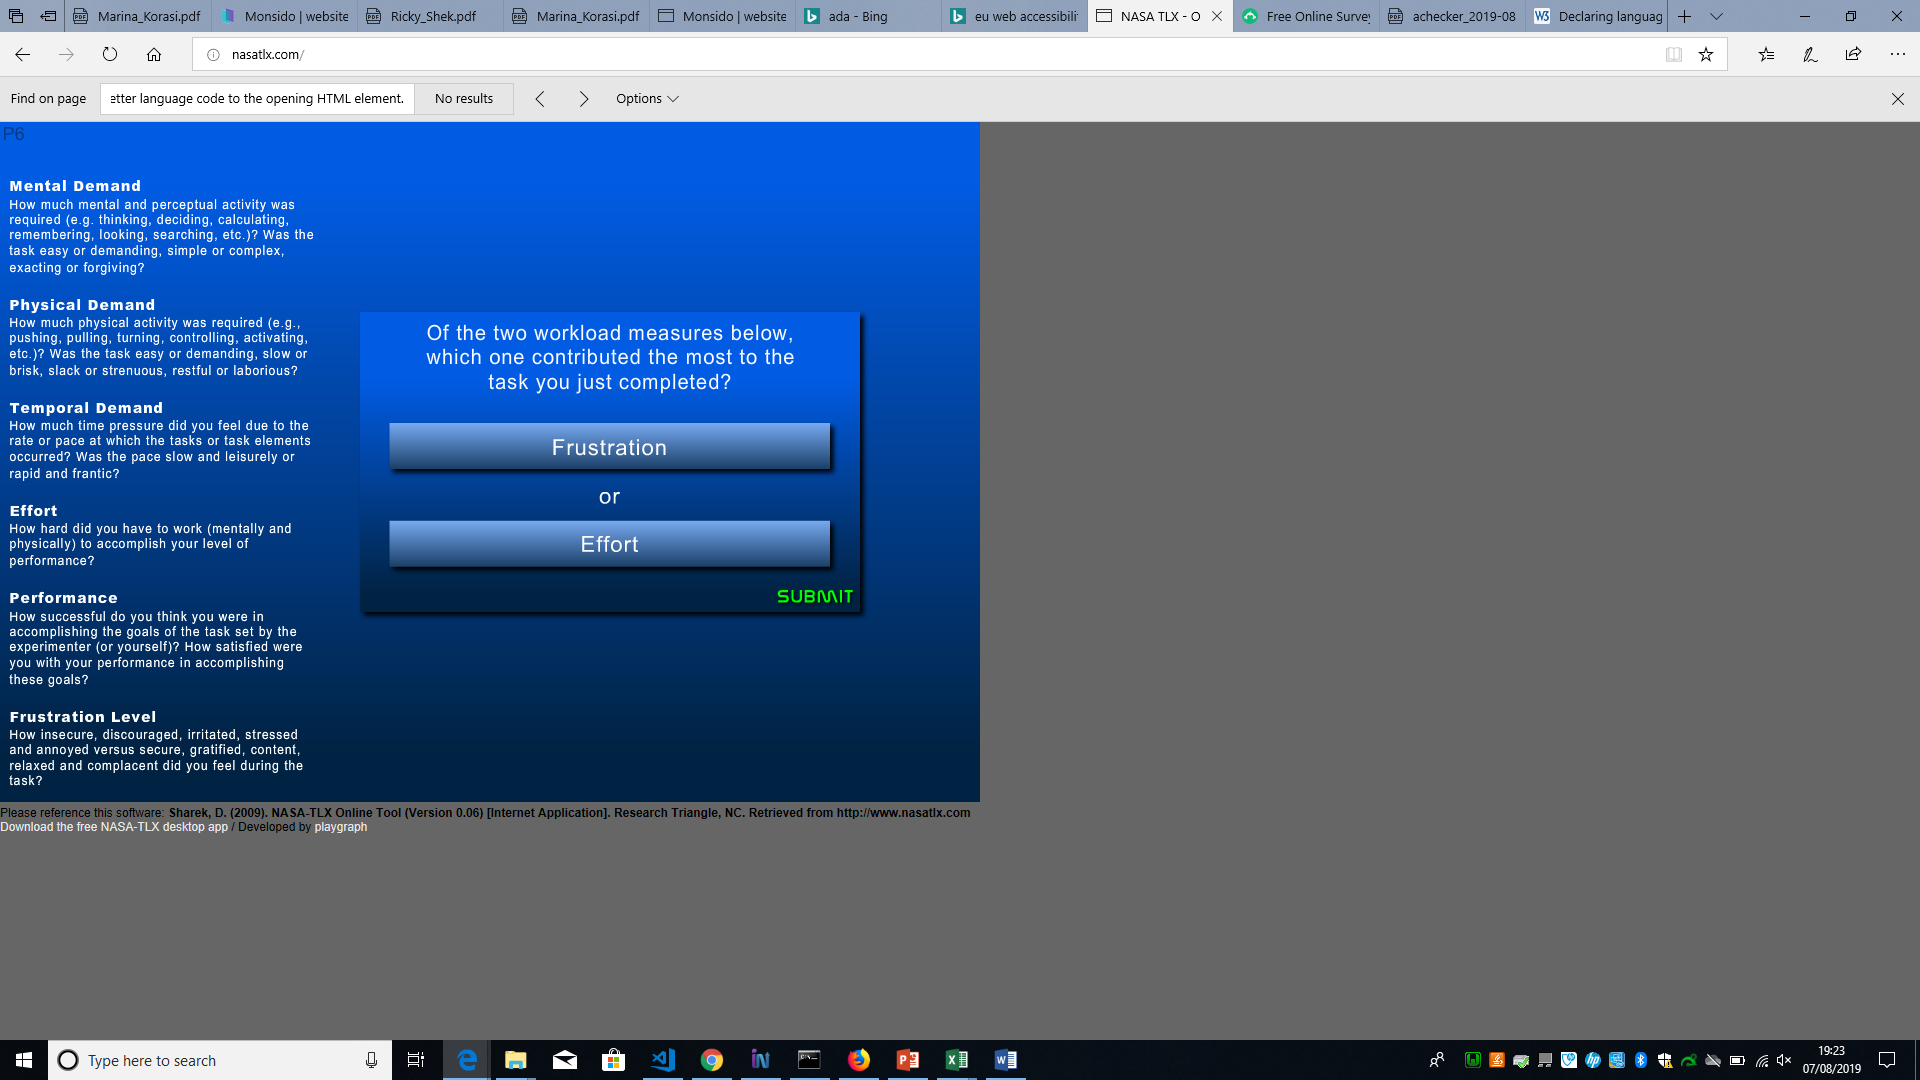 Marina_Korasi.pdf
Monsido | website
Ricky_Shek.pdf
Marina_Korasi.pdf
Monsido | website
ada - Bing
eu web accessibili
NASA TLX - O
Free Online Survey
achecker_2019-08
Declaring languag
nasatlx.com/
Find on page
etter language code to the opening HTML element.
No results
Options
P6
Mental Demand
How much mental and perceptual activity was
required (e.g. thinking, deciding, calculating,
remembering, looking, searching, etc.)? Was the
task easy or demanding, simple or complex,
exacting or forgiving?
Physical Demand
How much physical activity was required (e.g.,
pushing, pulling, turning, controlling, activating,
etc.)? Was the task easy or demanding, slow or
brisk, slack or strenuous, restful or laborious?
Temporal Demand
How much time pressure did you feel due to the
rate or pace at which the tasks or task elements
occurred? Was the pace slow and leisurely or
rapid and frantic?
Effort
How hard did you have to work (mentally and
physically) to accomplish your level of
performance?
Performance
How successful do you think you were in
accomplishing the goals of the task set by the
experimenter (or yourself)? How satisfied were
you with your performance in accomplishing
these goals?
Frustration Level
How insecure, discouraged, irritated, stressed
and annoyed versus secure, gratified, content,
relaxed and complacent did you feel during the
task?
Of the two workload measures below,
which one contributed the most to the
task you just completed?
Frustration
or
Effort
SUBMIT
Please reference this software: Sharek, D. (2009). NASA-TLX Online Tool (Version 0.06) [Internet Application]. Research Triangle, NC. Retrieved from http://www.nasatlx.com
Download the free NASA-TLX desktop app / Developed by playgraph
Type here to search
19:23
07/08/2019